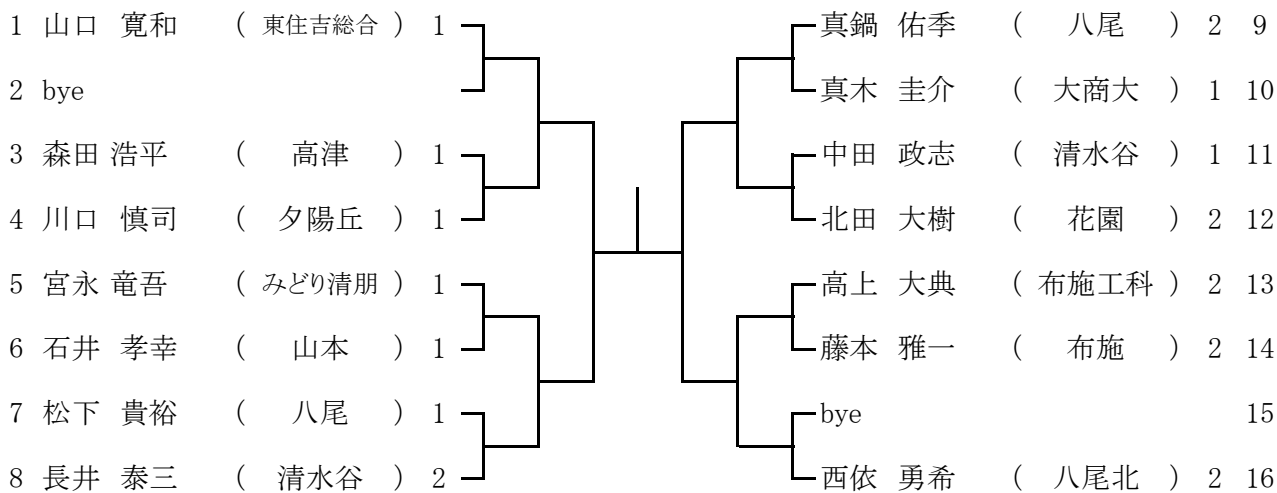 1 山口 寛和 ( 東住吉総合 ) 1
2 bye
3 森田 浩平 ( 高津 ) 1
4 川口 慎司 ( 夕陽丘 ) 1
5 宮永 竜吾 ( みどり清朋 ) 1
6 石井 孝幸 ( 山本 ) 1
7 松下 貴裕 ( 八尾 ) 1
8 長井 泰三 ( 清水谷 ) 2
真鍋 佑季 ( 八尾 ) 2 9
真木 圭介 ( 大商大 ) 1 10
中田 政志 ( 清水谷 ) 1 11
北田 大樹 ( 花園 ) 2 12
高上 大典 ( 布施工科 ) 2 13
藤本 雅一 ( 布施 ) 2 14
bye 15
西依 勇希 ( 八尾北 ) 2 16